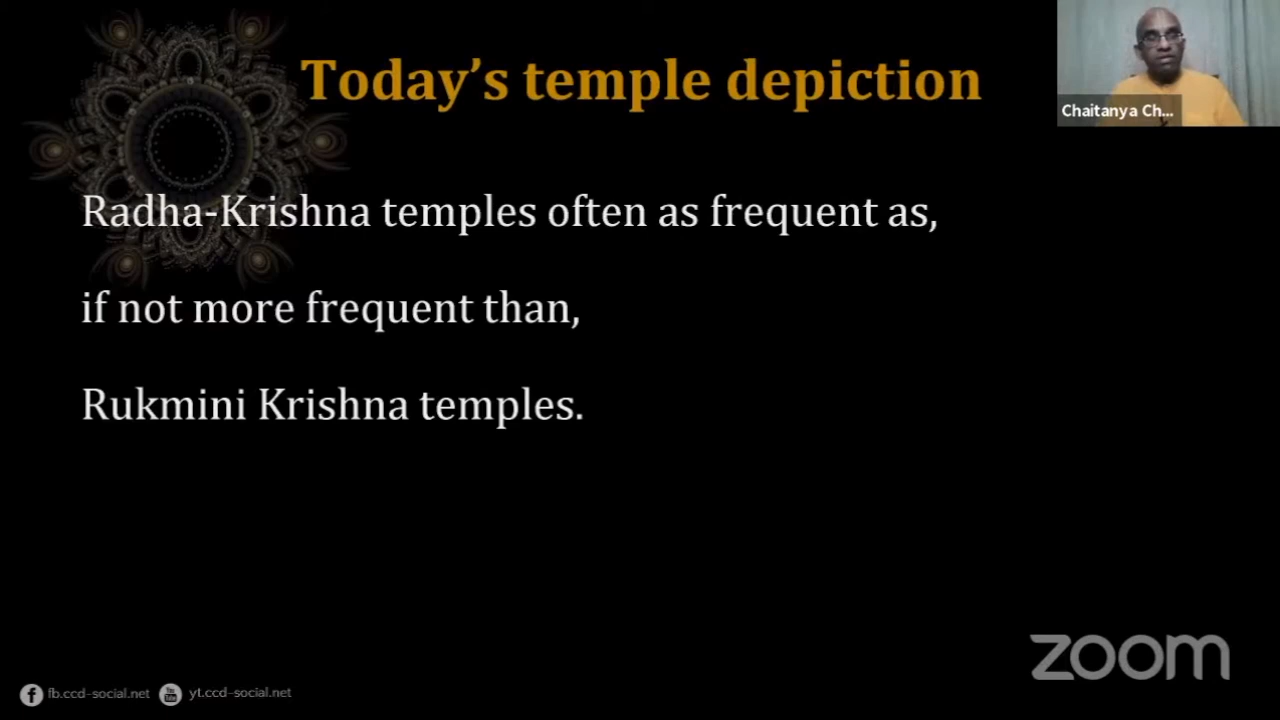 Today's temple depiction
Chaitanya Ch...
Radha-Krishna temples often as frequent as,
if not more frequent than,
Rukmini Krishna temples.
zoom
fb.ccd-social.net
yt.ccd-social.net